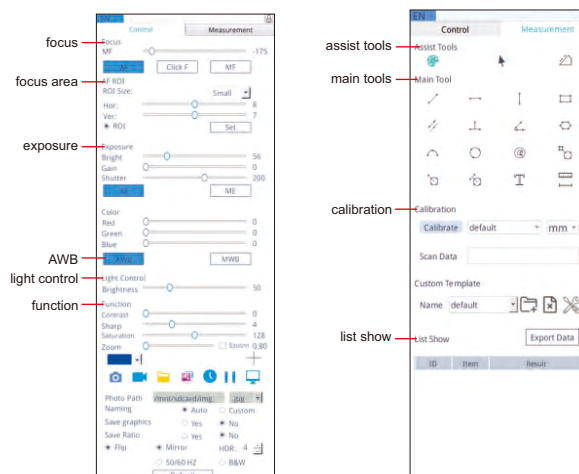 EN
Control Measurement
focus
Focus
MF -175
AF Click F MF
focus area
AF ROI
ROI Size: Small
Hor: 8
Ver: 7
ROI Set
exposure
Exposure
Bright 56
Gain 0
Shutter 200
AE ME
Color
Red 0
Green 0
Blue 0
AWB
AWB MWB
light control
Light Control
Brightness 50
function
Function
Contrast 0
Sharp 4
Saturation 128
Zoom 0.80
Photo Path /mnt/sdcard/img .jpg
Naming Auto Custom
Save graphics Yes No
Save Ratio Yes No
Flip Mirror HDR: 4
50/60 HZ B&W
Default
EN
Control Measurement
assist tools
Assist Tools
main tools
Main Tool
T
calibration
Calibration
Calibrate default mm
Scan Data
Custom Template
Name default
list show
List Show Export Data
ID Item Result